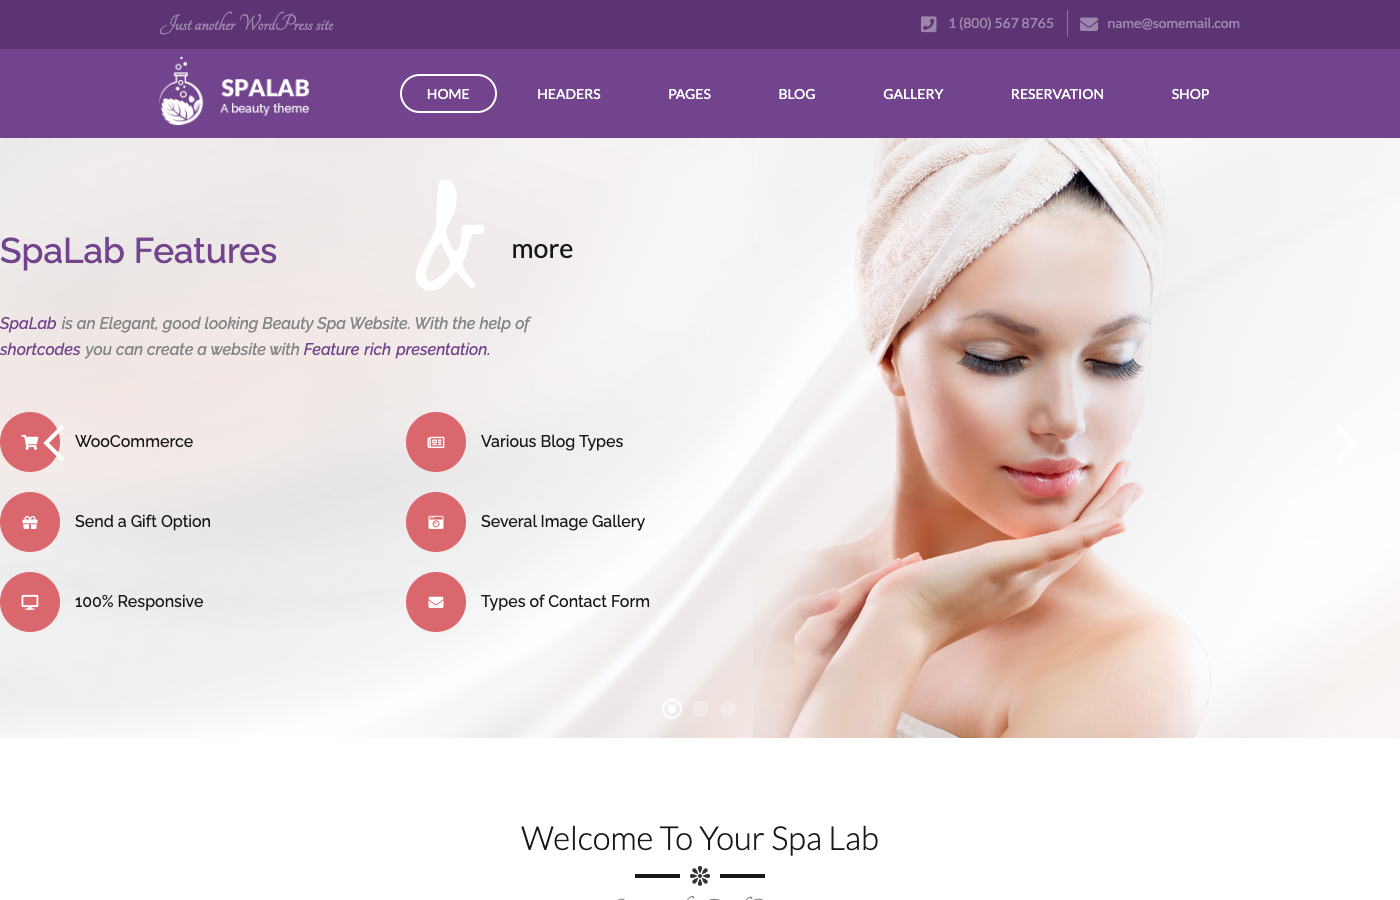 Just another WordPress site
1 (800) 567 8765
name@somemail.com
SPALAB
A beauty theme
HOME
HEADERS
PAGES
BLOG
GALLERY
RESERVATION
SHOP
SpaLab Features
&
more
SpaLab is an Elegant, good looking Beauty Spa Website. With the help of
shortcodes you can create a website with Feature rich presentation.
WooCommerce
Various Blog Types
Send a Gift Option
Several Image Gallery
100% Responsive
Types of Contact Form
Welcome To Your Spa Lab